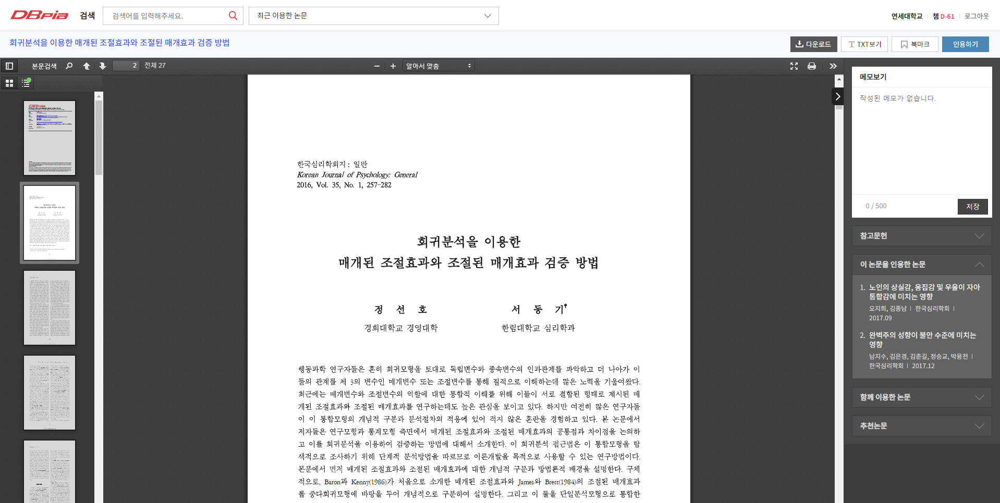 DBpia 검색 검색어를 입력해주세요. 최근 이용한 논문 연세대학교 챔 D-61 로그아웃
회귀분석을 이용한 매개된 조절효과와 조절된 매개효과 검증 방법 다운로드 TXT보기 북마크 인용하기
본문검색 2 전체 27 알아서 맞춤
한국심리학회지 : 일반
Korean Journal of Psychology: General
2016, Vol. 35, No. 1, 257-282
회귀분석을 이용한
매개된 조절효과와 조절된 매개효과 검증 방법
정 선 호 서 동 기†
경희대학교 경영대학 한림대학교 심리학과
행동과학 연구자들은 흔히 회귀모형을 토대로 독립변수와 종속변수의 인과관계를 파악하고 더 나아가 이
들의 관계를 제 3의 변수인 매개변수 또는 조절변수를 통해 질적으로 이해하는데 많은 노력을 기울여왔다.
최근에는 매개변수와 조절변수의 역할에 대한 통합적 이해를 위해 이들이 서로 결합된 형태로 제시된 매
개된 조절효과와 조절된 매개효과를 연구하는데도 높은 관심을 보이고 있다. 하지만 여전히 많은 연구자들
이 이 통합모형의 개념적 구분과 분석절차의 적용에 있어 적지 않은 혼란을 경험하고 있다. 본 논문에서
저자들은 연구모형과 통계모형 측면에서 매개된 조절효과와 조절된 매개효과의 공통점과 차이점을 논의하
고 이를 회귀분석을 이용하여 검증하는 방법에 대해서 소개한다. 이 회귀분석 접근법은 이 통합모형을 탐
색적으로 조사하기 위해 단계적 분석방법을 따르므로 이론개발을 목적으로 사용할 수 있는 연구방법이다.
본문에서 먼저 매개된 조절효과와 조절된 매개효과에 대한 개념적 구분과 방법론적 배경을 설명한다. 구체
적으로, Baron과 Kenny(1986)가 처음으로 소개한 매개된 조절효과와 James와 Brett(1984)의 조절된 매개효과
를 중다회귀모형에 바탕을 두어 개념적으로 구분하여 설명한다. 그리고 이 둘을 단일분석모형으로 통합한
메모보기
작성된 메모가 없습니다.
0 / 500 저장
참고문헌
이 논문을 인용한 논문
1. 노인의 상실감, 응집감 및 우울이 자아
통합감에 미치는 영향
오지희, 김종남 | 한국심리학회 |
2017.09
2. 완벽주의 성향이 불안 수준에 미치는
영향
남지수, 김은경, 김춘길, 정승교, 박용천 |
한국심리학회 | 2017.12
함께 이용한 논문
추천논문